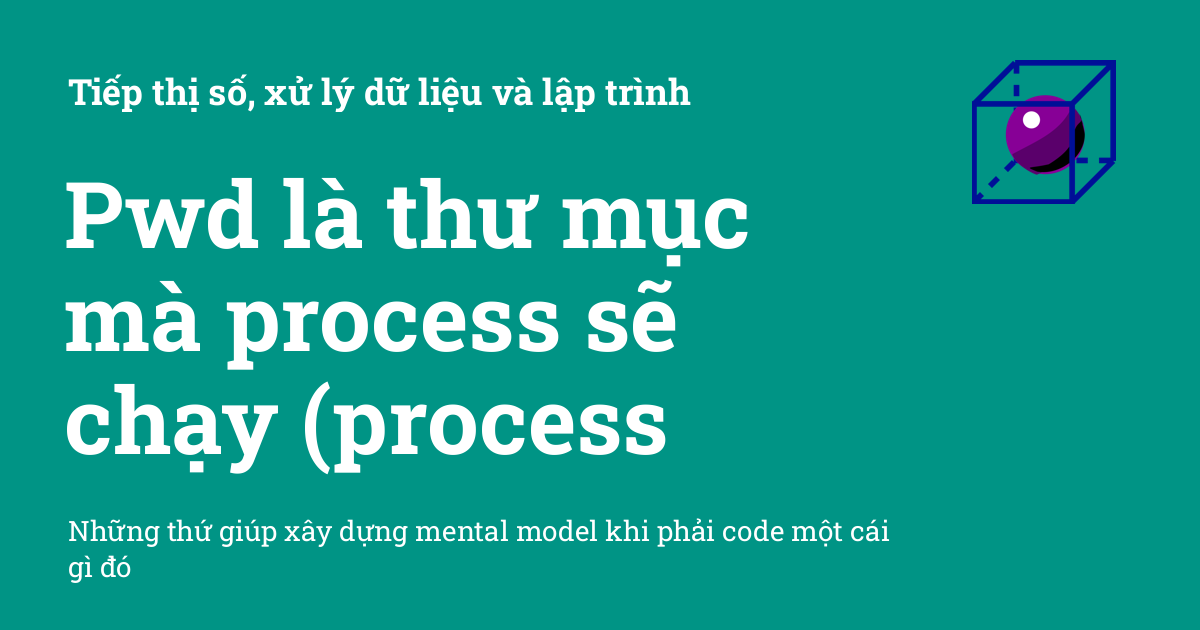 Tiếp thị số, xử lý dữ liệu và lập trình
Pwd là thư mục
mà process sẽ
chạy (process
Những thứ giúp xây dựng mental model khi phải code một cái
gì đó